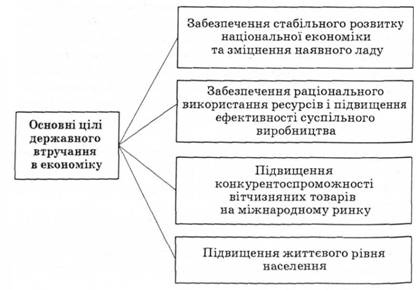 Основні цілі
державного
втручання
в економіку
Забезпечення стабільного розвитку
національної економіки
та зміцнення наявного ладу
Забезпечення раціонального
використання ресурсів і підвищення
ефективності суспільного
виробництва
Підвищення
конкурентоспроможності
вітчизняних товарів
на міжнародному ринку
Підвищення життєвого рівня
населення